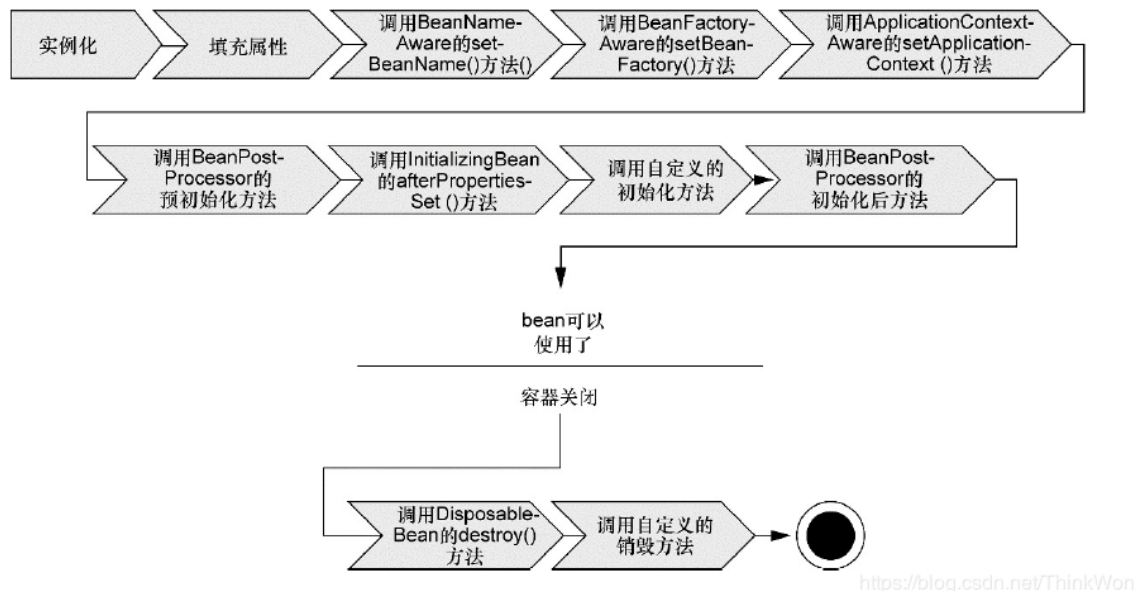 实例化
填充属性
调用BeanName-
Aware的set-
BeanName()方法()
调用BeanFactory-
Aware的setBean-
Factory()方法
调用ApplicationContext-
Aware的setApplication-
Context ()方法
调用BeanPost-
Processor的
预初始化方法
调用InitializingBean
的afterProperties-
Set ()方法
调用自定义的
初始化方法
调用BeanPost-
Processor的
初始化后方法
bean可以
使用了
容器关闭
调用Disposable-
Bean的destroy()
方法
调用自定义的
销毁方法
https://blog.csdn.net/ThinkWon